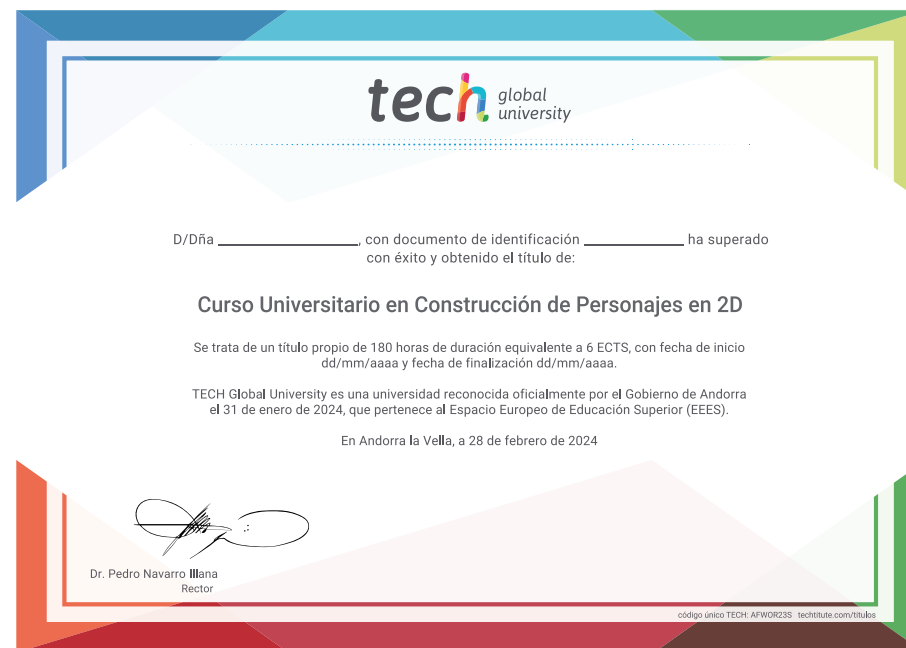 tech global
university
D/Dña ____________________, con documento de identificación ______________ ha superado
con éxito y obtenido el título de:
Curso Universitario en Construcción de Personajes en 2D
Se trata de un título propio de 180 horas de duración equivalente a 6 ECTS, con fecha de inicio
dd/mm/aaaa y fecha de finalización dd/mm/aaaa.
TECH Global University es una universidad reconocida oficialmente por el Gobierno de Andorra
el 31 de enero de 2024, que pertenece al Espacio Europeo de Educación Superior (EEES).
En Andorra la Vella, a 28 de febrero de 2024
Dr. Pedro Navarro Illana
Rector
código único TECH: AFWOR23S techtitute.com/titulos